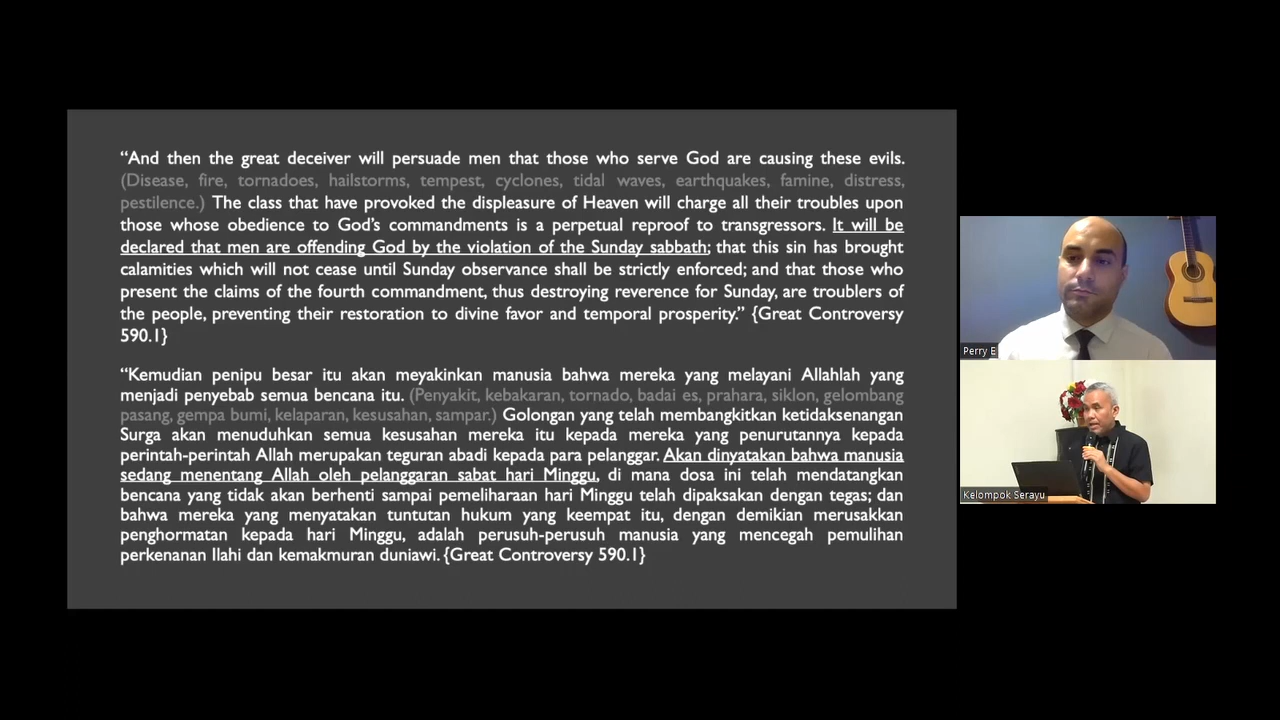 “And then the great deceiver will persuade men that those who serve God are causing these evils.
(Disease, fire, tornadoes, hailstorms, tempest, cyclones, tidal waves, earthquakes, famine, distress,
pestilence.) The class that have provoked the displeasure of Heaven will charge all their troubles upon
those whose obedience to God’s commandments is a perpetual reproof to transgressors. It will be
declared that men are offending God by the violation of the Sunday sabbath; that this sin has brought
calamities which will not cease until Sunday observance shall be strictly enforced; and that those who
present the claims of the fourth commandment, thus destroying reverence for Sunday, are troublers of
the people, preventing their restoration to divine favor and temporal prosperity.” {Great Controversy
590.1}
“Kemudian penipu besar itu akan meyakinkan manusia bahwa mereka yang melayani Allahlah yang
menjadi penyebab semua bencana itu. (Penyakit, kebakaran, tornado, badai es, prahara, siklon, gelombang
pasang, gempa bumi, kelaparan, kesusahan, sampar.) Golongan yang telah membangkitkan ketidaksenangan
Surga akan menuduhkan semua kesusahan mereka itu kepada mereka yang penurutannya kepada
perintah-perintah Allah merupakan teguran abadi kepada para pelanggar. Akan dinyatakan bahwa manusia
sedang menentang Allah oleh pelanggaran sabat hari Minggu, di mana dosa ini telah mendatangkan
bencana yang tidak akan berhenti sampai pemeliharaan hari Minggu telah dipaksakan dengan tegas; dan
bahwa mereka yang menyatakan tuntutan hukum yang keempat itu, dengan demikian merusakkan
penghormatan kepada hari Minggu, adalah perusuh-perusuh manusia yang mencegah pemulihan
perkenanan Ilahi dan kemakmuran duniawi. {Great Controversy 590.1}
Perry E
Kelompok Serayu